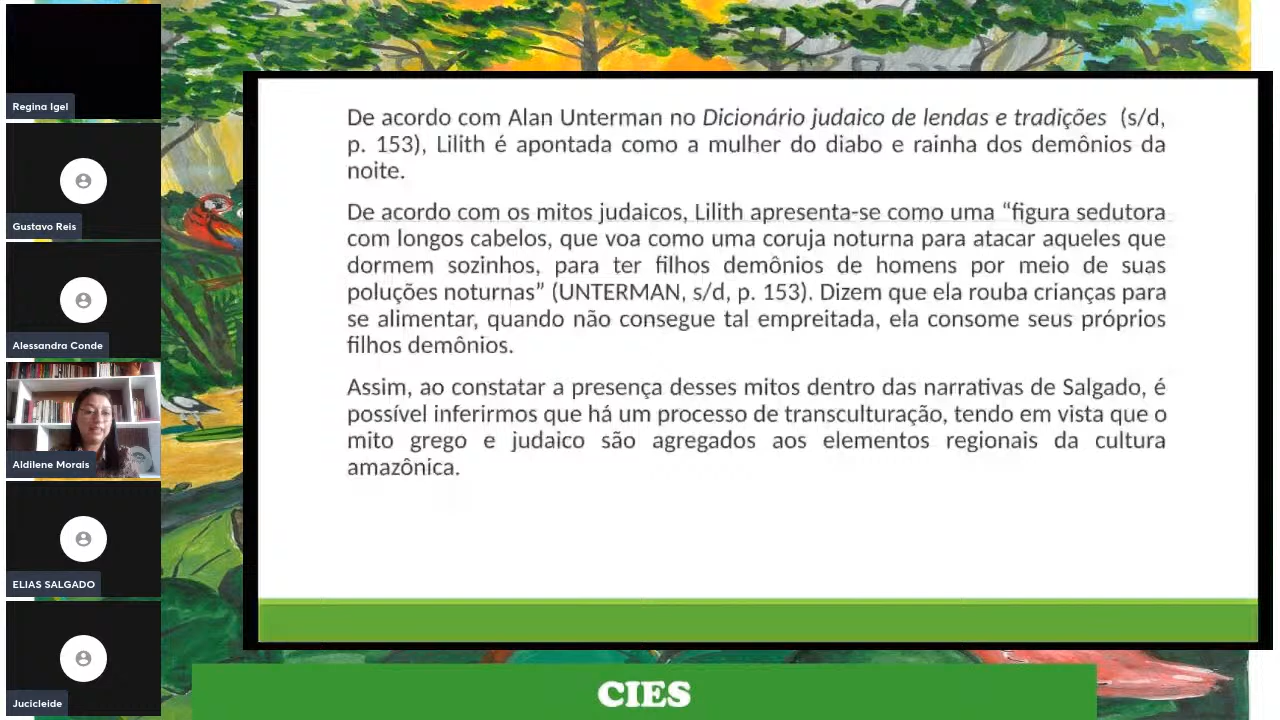 Regina Igel
Gustavo Reis
Alessandra Conde
Aldilene Morais
ELIAS SALGADO
Jucicleide
De acordo com Alan Unterman no Dicionário judaico de lendas e tradições (s/d,
p. 153), Lilith é apontada como a mulher do diabo e rainha dos demônios da
noite.
De acordo com os mitos judaicos, Lilith apresenta-se como uma “figura sedutora
com longos cabelos, que voa como uma coruja noturna para atacar aqueles que
dormem sozinhos, para ter filhos demônios de homens por meio de suas
poluções noturnas” (UNTERMAN, s/d, p. 153). Dizem que ela rouba crianças para
se alimentar, quando não consegue tal empreitada, ela consome seus próprios
filhos demônios.
Assim, ao constatar a presença desses mitos dentro das narrativas de Salgado, é
possível inferirmos que há um processo de transculturação, tendo em vista que o
mito grego e judaico são agregados aos elementos regionais da cultura
amazônica.
CIES